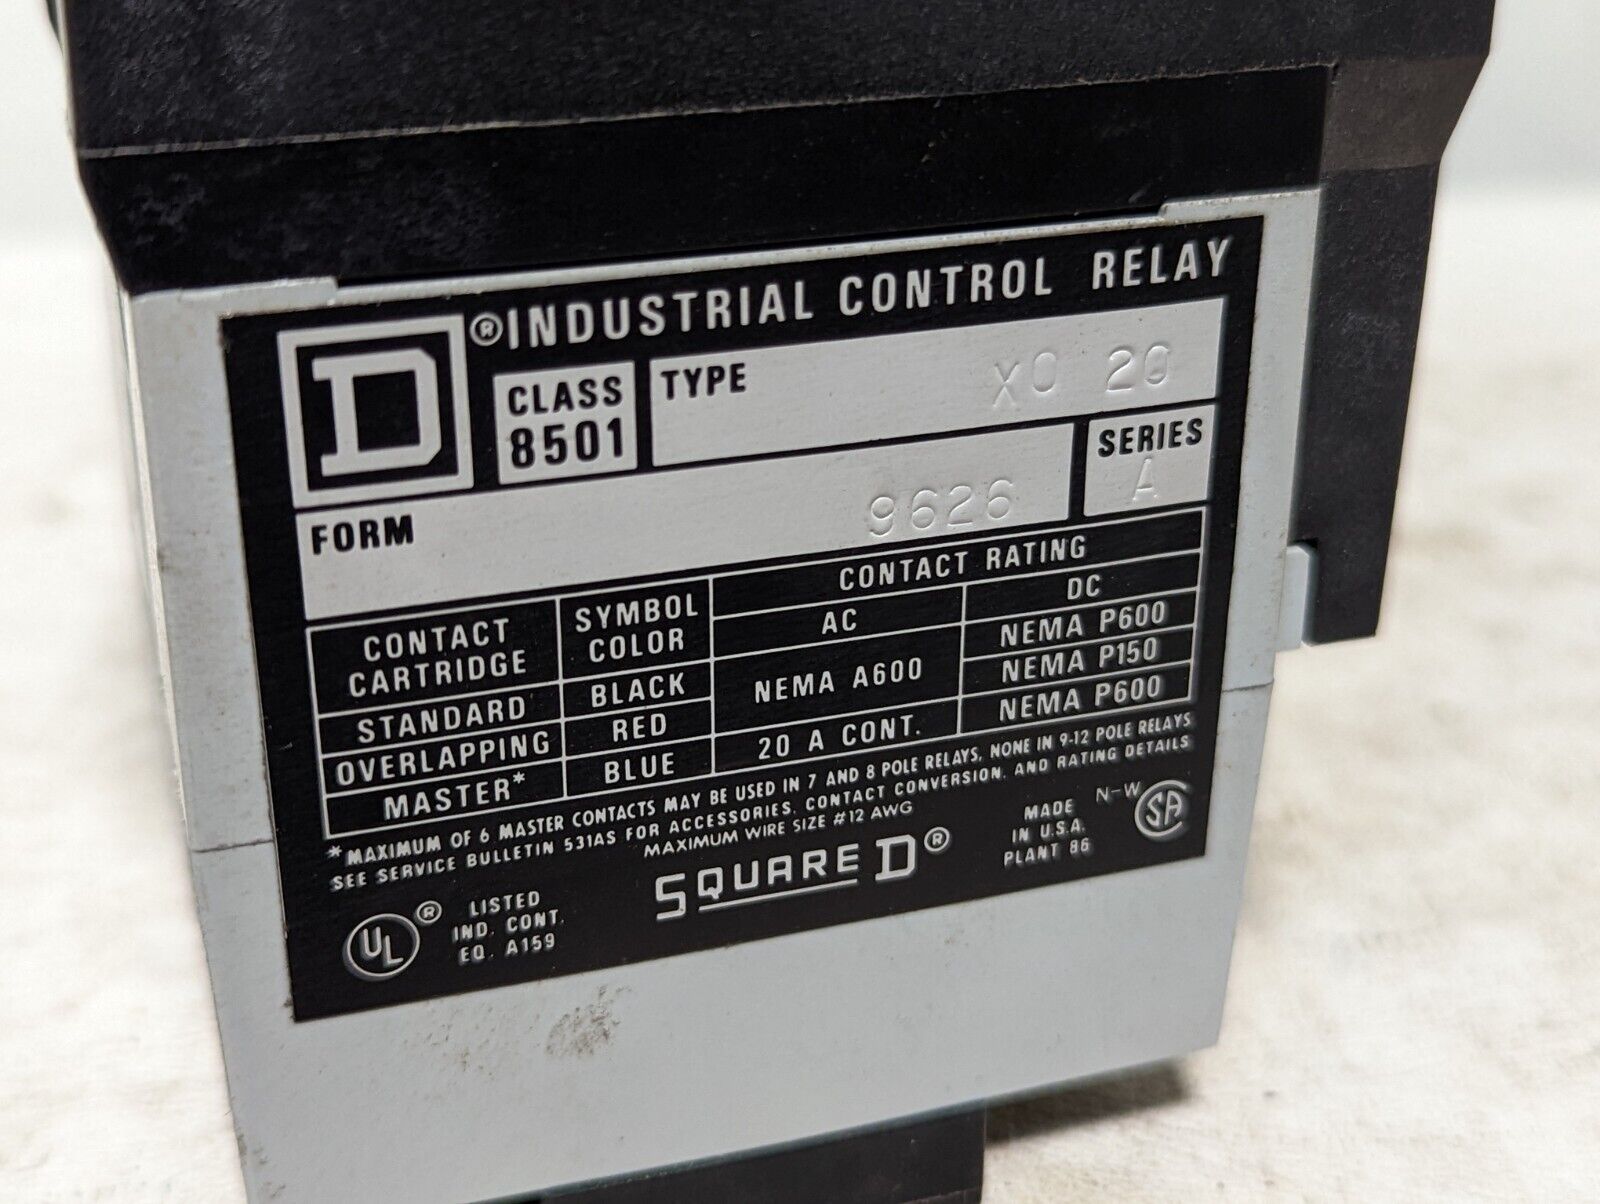 D ® INDUSTRIAL CONTROL RELAY
CLASS 8501
TYPE XO 20
FORM 9626
SERIES A
CONTACT CARTRIDGE
SYMBOL COLOR
CONTACT RATING
AC
DC
STANDARD BLACK NEMA A600 NEMA P600
OVERLAPPING RED NEMA P150
MASTER* BLUE 20 A CONT. NEMA P600
*MAXIMUM OF 6 MASTER CONTACTS MAY BE USED IN 7 AND 8 POLE RELAYS, NONE IN 9-12 POLE RELAYS
SEE SERVICE BULLETIN 531AS FOR ACCESSORIES, CONTACT CONVERSION, AND RATING DETAILS
MAXIMUM WIRE SIZE #12 AWG
UL ®
LISTED
IND. CONT.
EQ. A159
SQUARE D ®
MADE
IN U.S.A.
PLANT 86
N-W
SA